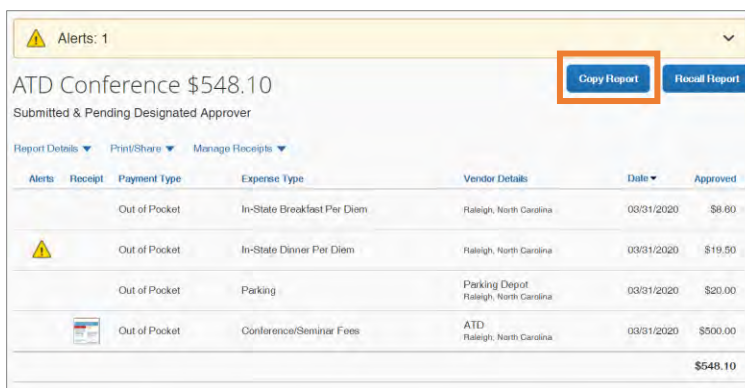 Alerts: 1
ATD Conference $548.10
Copy Report
Recall Report
Submitted & Pending Designated Approver
Report Details Print/Share Manage Receipts
Alerts Receipt Payment Type Expense Type Vendor Details Date Approved
Out of Pocket In-State Breakfast Per Diem Raleigh, North Carolina 03/31/2020 $8.60
Out of Pocket In-State Dinner Per Diem Raleigh, North Carolina 03/31/2020 $19.50
Out of Pocket Parking Parking Depot 03/31/2020 $20.00
Raleigh, North Carolina
Out of Pocket Conference/Seminar Fees ATD 03/31/2020 $500.00
Raleigh, North Carolina
$548.10